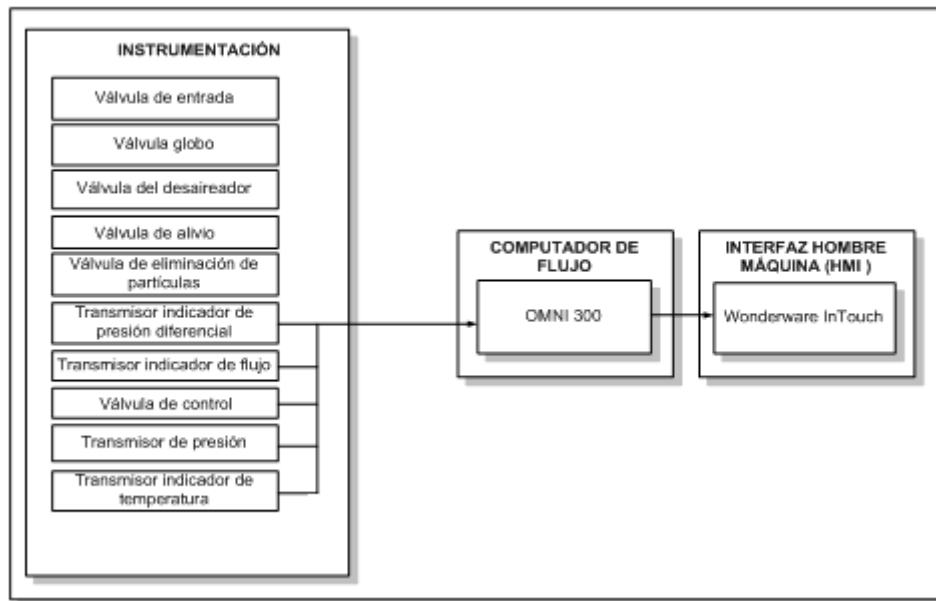 INSTRUMENTACIÓN
Válvula de entrada
Válvula globo
Válvula del desaireador
Válvula de alivio
Válvula de eliminación de
partículas
Transmisor indicador de
presión diferencial
Transmisor indicador de flujo
Válvula de control
Transmisor de presión
Transmisor indicador de
temperatura
COMPUTADOR DE
FLUJO
OMNI 300
INTERFAZ HOMBRE
MÁQUINA (HMI )
Wonderware InTouch